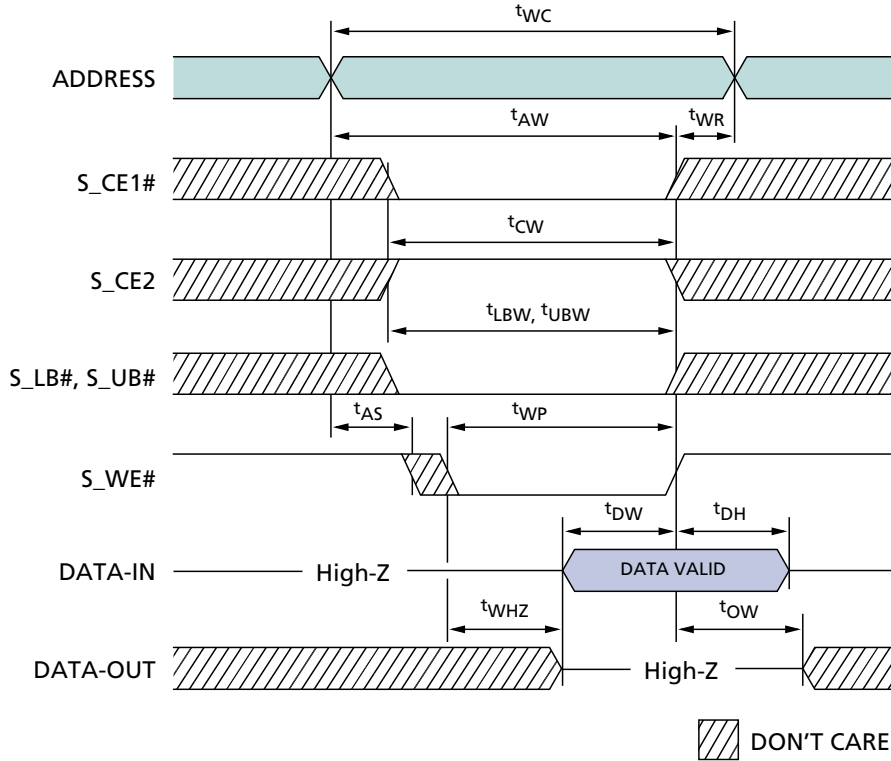 tWC
ADDRESS
tAW
tWR
S_CE1#
tCW
S_CE2
tLBW, tUBW
S_LB#, S_UB#
tAS
tWP
S_WE#
tDW
tDH
DATA-IN
High-Z
DATA VALID
tWHZ
tOW
DATA-OUT
High-Z
DON'T CARE